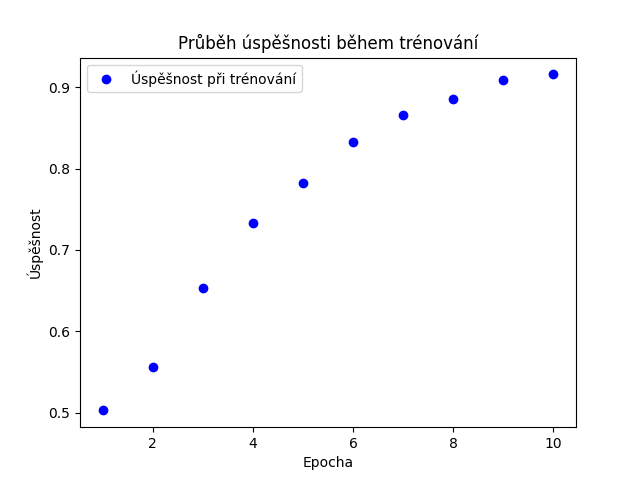 Průběh úspěšnosti během trénování
Úspěšnost při trénování
Úspěšnost
0.9
0.8
0.7
0.6
0.5
2 4 6 8 10
Epocha